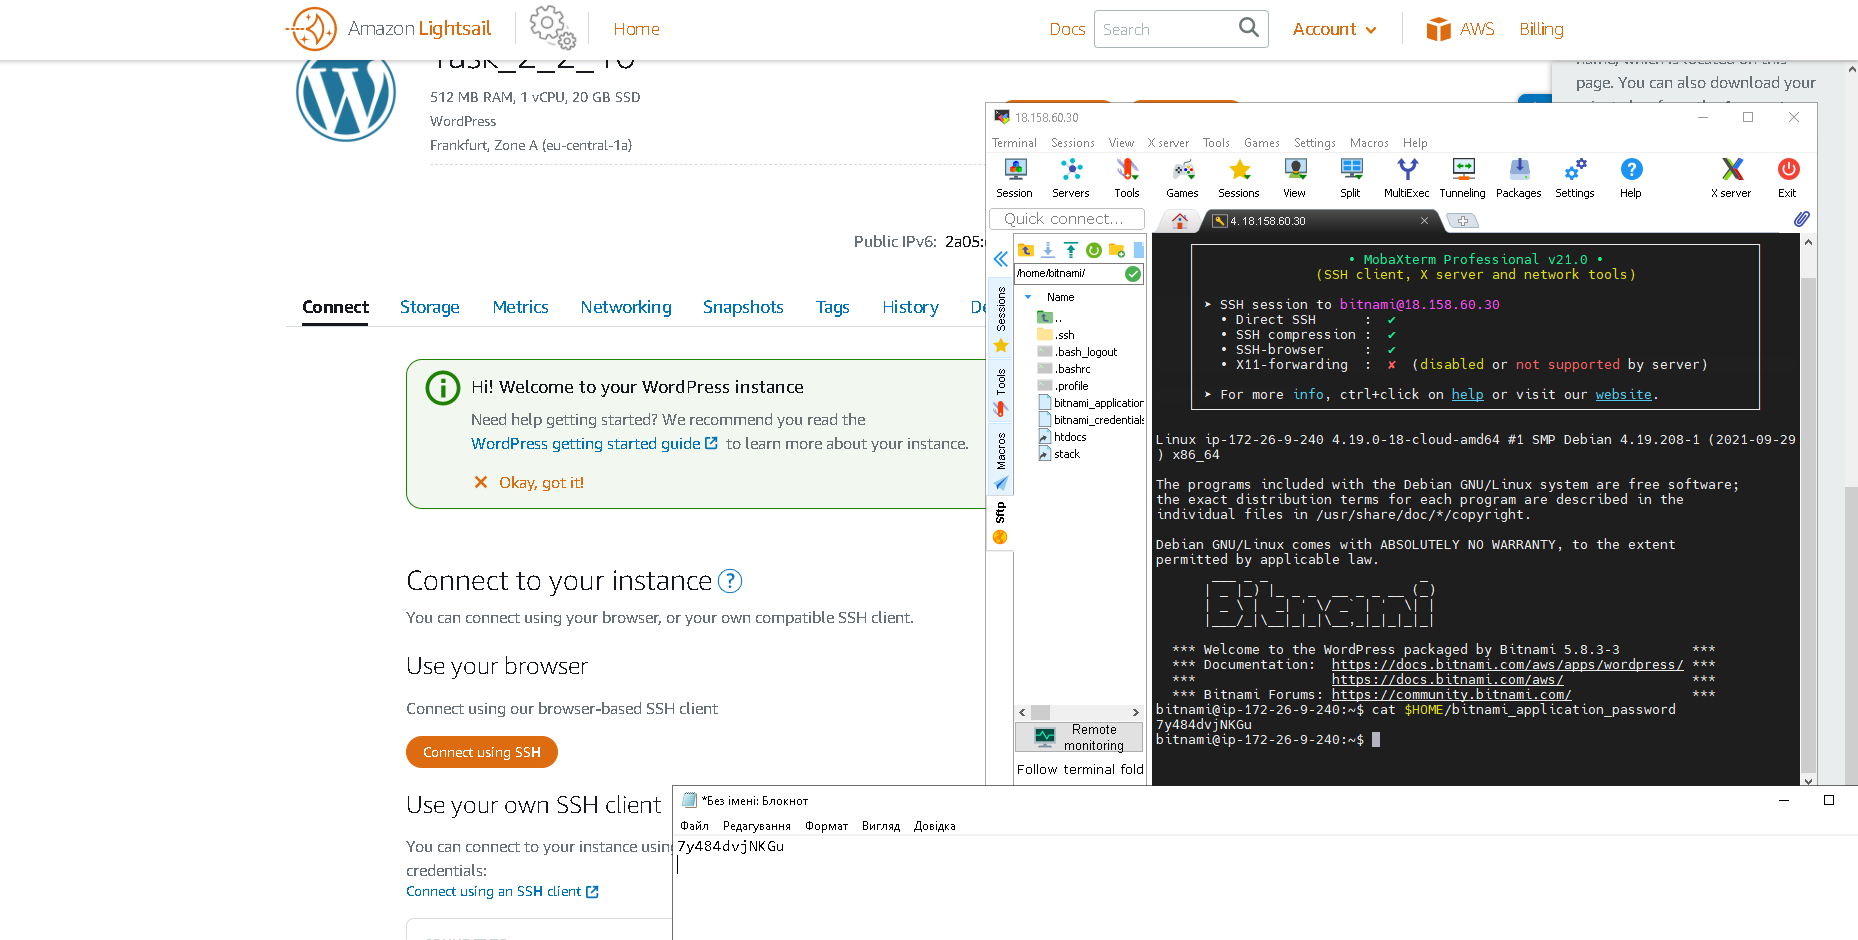 Amazon Lightsail
Home
Docs
Search
Account
AWS
Billing
Task_2_2_10
512 MB RAM, 1 vCPU, 20 GB SSD
WordPress
Frankfurt, Zone A (eu-central-1a)
name, which is located on this
page. You can also download your
Public IPv6: 2a05:
Connect Storage Metrics Networking Snapshots Tags History De
Hi! Welcome to your WordPress instance
Need help getting started? We recommend you read the
WordPress getting started guide to learn more about your instance.
Okay, got it!
Connect to your instance ?
You can connect using your browser, or your own compatible SSH client.
Use your browser
Connect using our browser-based SSH client
Connect using SSH
Use your own SSH client
You can connect to your instance using
credentials:
Connect using an SSH client
18.158.60.30
Terminal Sessions View X server Tools Games Settings Macros Help
Session Servers Tools Games Sessions View Split MultiExec Tunneling Packages Settings Help X server Exit
Quick connect...
4. 18.158.60.30
/home/bitnami/
Name
..
.ssh
.bash_logout
.bashrc
.profile
bitnami_application
bitnami_credentials
htdocs
stack
Sessions
Tools
Macros
Sftp
Remote
monitoring
Follow terminal fold
• MobaXterm Professional v21.0 •
(SSH client, X server and network tools)
➤ SSH session to bitnami@18.158.60.30
• Direct SSH : ✔
• SSH compression : ✔
• SSH-browser : ✔
• X11-forwarding : ✘ (disabled or not supported by server)
➤ For more info, ctrl+click on help or visit our website.
Linux ip-172-26-9-240 4.19.0-18-cloud-amd64 #1 SMP Debian 4.19.208-1 (2021-09-29
) x86_64
The programs included with the Debian GNU/Linux system are free software;
the exact distribution terms for each program are described in the
individual files in /usr/share/doc/*/copyright.
Debian GNU/Linux comes with ABSOLUTELY NO WARRANTY, to the extent
permitted by applicable law.
Bitnami
*** Welcome to the WordPress packaged by Bitnami 5.8.3-3 ***
*** Documentation: https://docs.bitnami.com/aws/apps/wordpress/ ***
*** https://docs.bitnami.com/aws/ ***
*** Bitnami Forums: https://community.bitnami.com/ ***
bitnami@ip-172-26-9-240:~$ cat $HOME/bitnami_application_password
7y484dvjNKGu
bitnami@ip-172-26-9-240:~$
*Без імені: Блокнот
Файл Редагування Формат Вигляд Довідка
7y484dvjNKGu